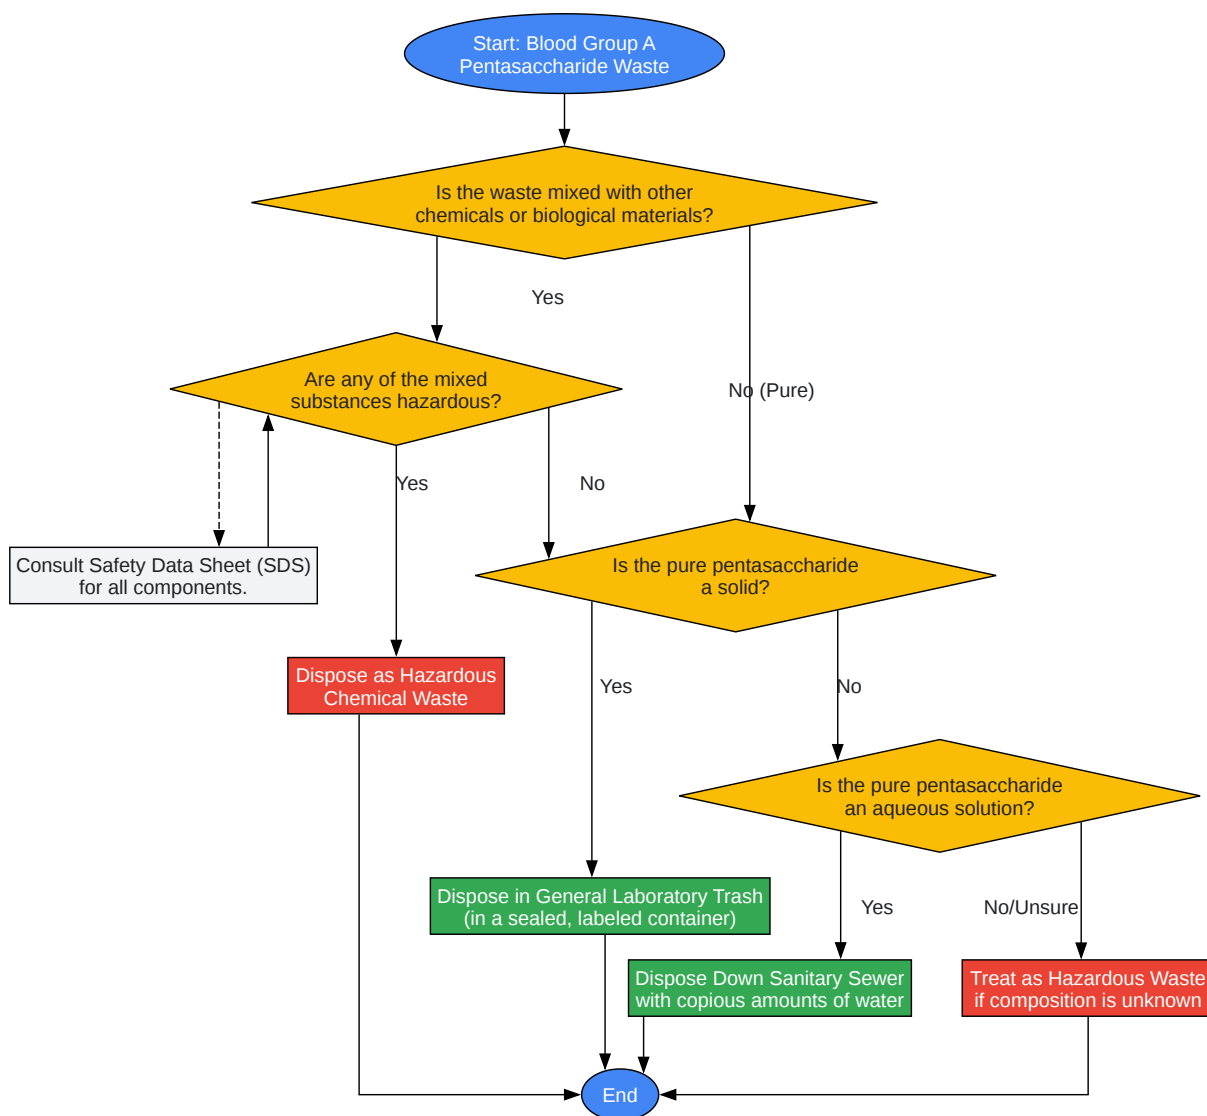 Start: Blood Group A
Pentasaccharide Waste
Is the waste mixed with other
chemicals or biological materials?
Yes
Are any of the mixed
substances hazardous?
No (Pure)
Yes
No
Consult Safety Data Sheet (SDS)
for all components.
Is the pure pentasaccharide
a solid?
Dispose as Hazardous
Chemical Waste
Yes
No
Is the pure pentasaccharide
an aqueous solution?
Dispose in General Laboratory Trash
(in a sealed, labeled container)
Yes
No/Unsure
Dispose Down Sanitary Sewer
with copious amounts of water
Treat as Hazardous Waste
if composition is unknown
End